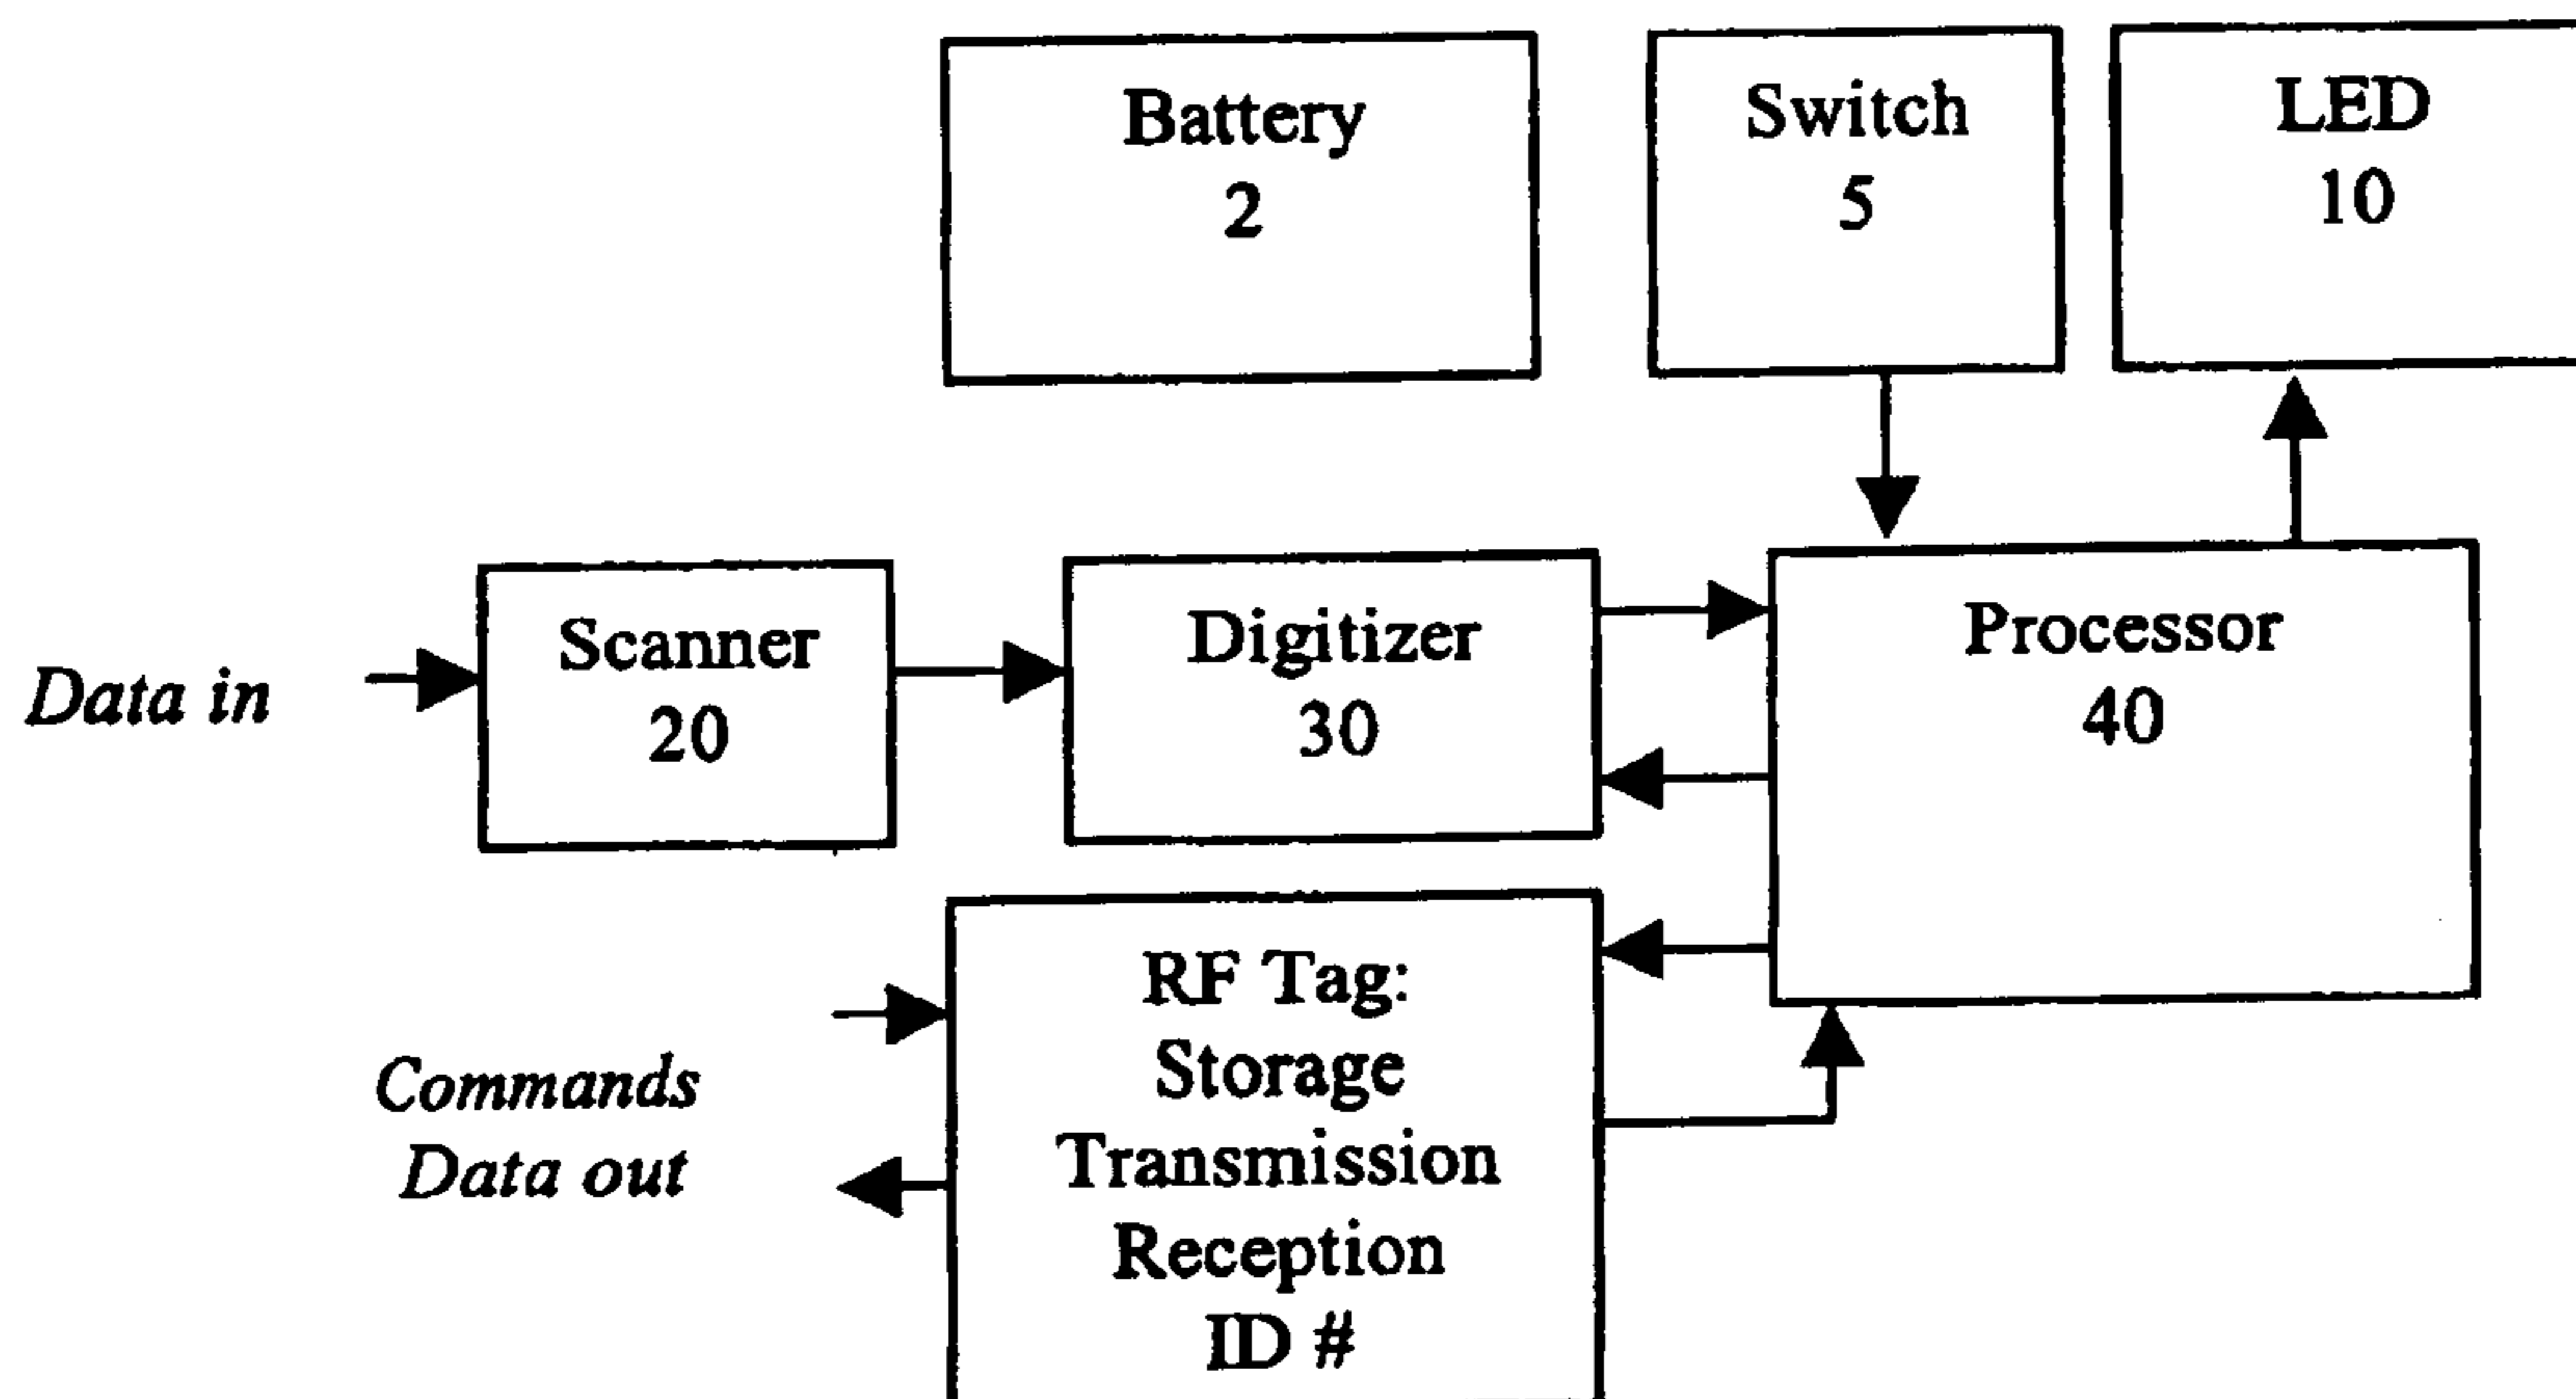 Battery
2
Switch
5
LED
10
Data in
Scanner
20
Digitizer
30
Processor
40
Commands
Data out
RF Tag:
Storage
Transmission
Reception
ID #